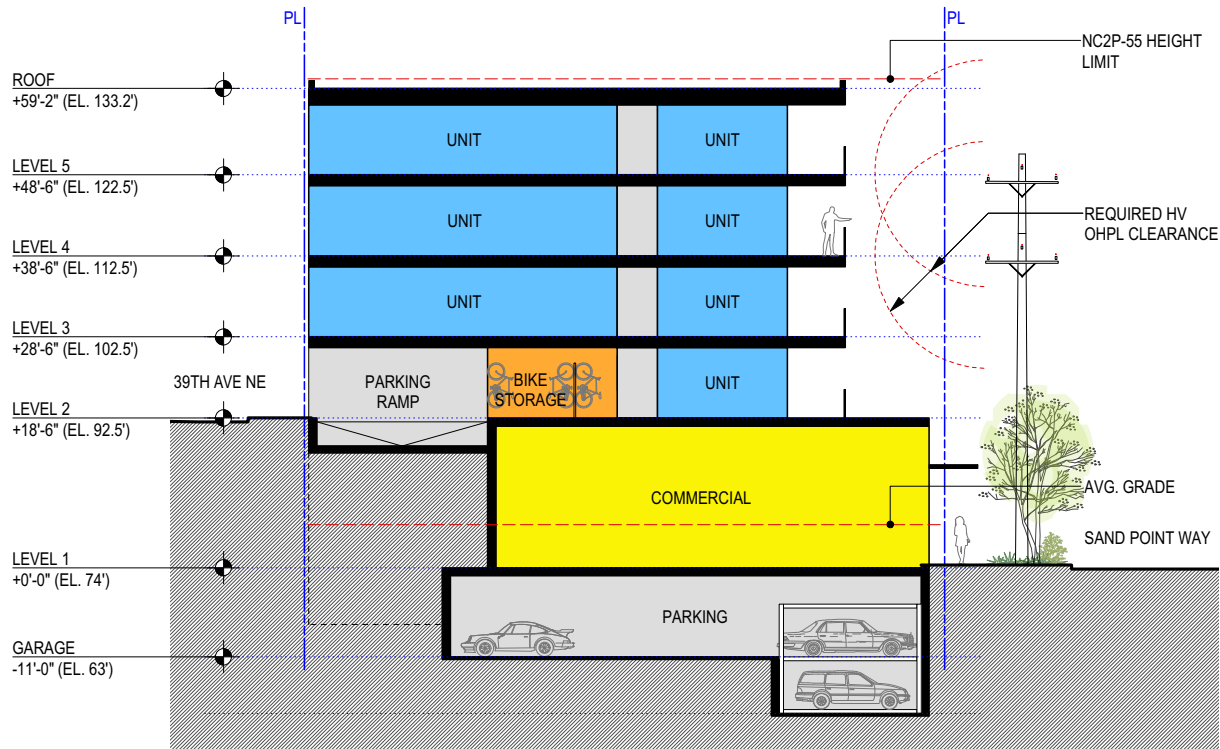 PL
PL
NC2P-55 HEIGHT
LIMIT
ROOF
+59'-2" (EL. 133.2')
UNIT
UNIT
LEVEL 5
+48'-6" (EL. 122.5')
UNIT
UNIT
REQUIRED HV
OHPL CLEARANCE
LEVEL 4
+38'-6" (EL. 112.5')
UNIT
UNIT
LEVEL 3
+28'-6" (EL. 102.5')
39TH AVE NE
PARKING
RAMP
BIKE
STORAGE
UNIT
LEVEL 2
+18'-6" (EL. 92.5')
COMMERCIAL
AVG. GRADE
SAND POINT WAY
LEVEL 1
+0'-0" (EL. 74')
PARKING
GARAGE
-11'-0" (EL. 63')